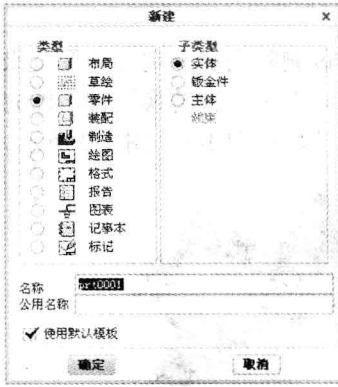 新建
类型
布局
草绘
零件
装配
制造
绘图
格式
报告
图表
记事本
标记
子类型
实体
钣金件
主体
线束
名称 prt0001
公用名称
使用默认模板
确定 取消